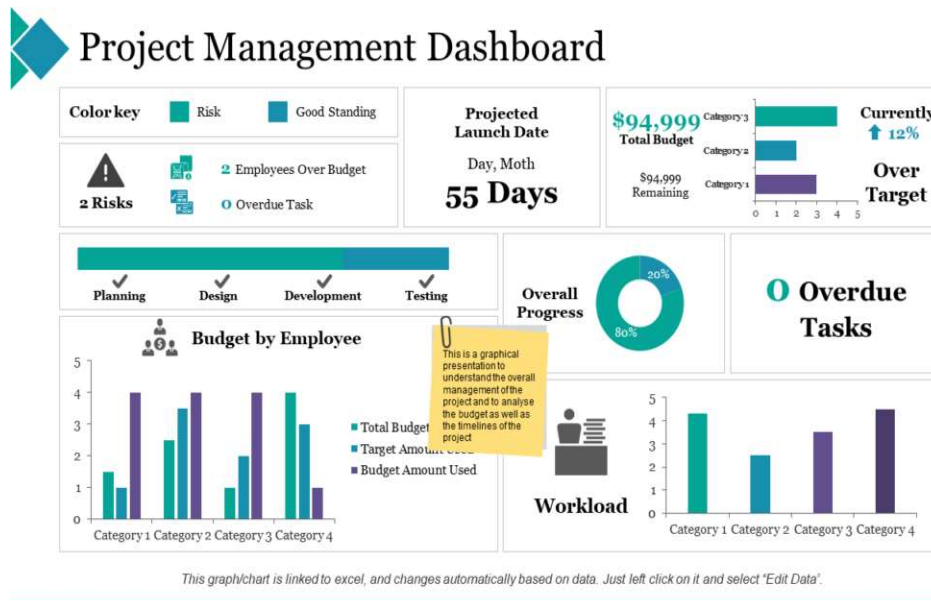 Project Management Dashboard
Color key
Risk
Good Standing
2 Risks
2 Employees Over Budget
0 Overdue Task
Projected
Launch Date
Day, Moth
55 Days
$94,999
Total Budget
$94,999
Remaining
Category 3
Category 2
Category 1
0 1 2 3 4 5
Currently
12%
Over
Target
Planning
Design
Development
Testing
Overall
Progress
20%
80%
0 Overdue
Tasks
Budget by Employee
5
4
3
2
1
0
Category 1 Category 2 Category 3 Category 4
Total Budget
Target Amount Used
Budget Amount Used
This is a graphical
presentation to
understand the overall
management of the
project and to analyse
the budget as well as
the timelines of the
project
Workload
5
4
3
2
1
0
Category 1 Category 2 Category 3 Category 4
This graph/chart is linked to excel, and changes automatically based on data. Just left click on it and select "Edit Data".